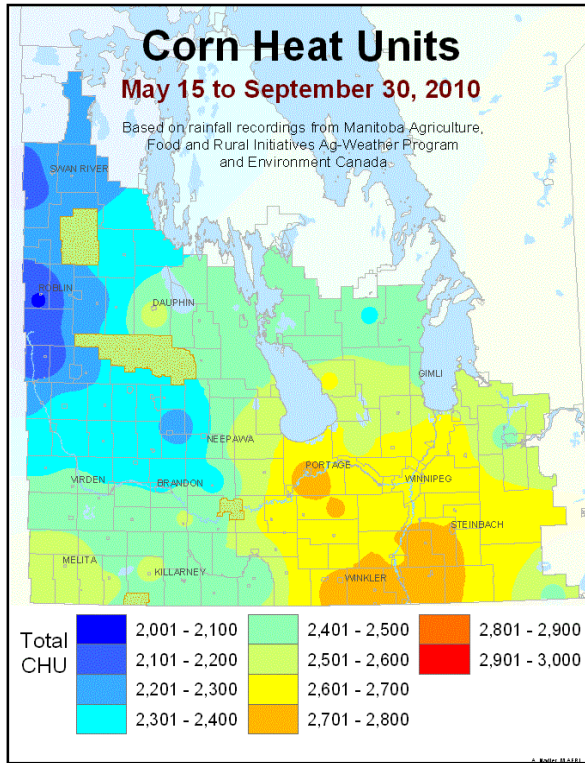 Corn Heat Units
May 15 to September 30, 2010
Based on rainfall recordings from Manitoba Agriculture,
Food and Rural Initiatives Ag-Weather Program
and Environment Canada
SWAN RIVER
ROBLIN
DAUPHIN
GIMLI
NEEPAWA
PORTAGE
VIRDEN
BRANDON
WINNIPEG
STEINBACH
MELITA
KILLARNEY
WINKLER
Total
CHU
2,001 - 2,100
2,101 - 2,200
2,201 - 2,300
2,301 - 2,400
2,401 - 2,500
2,501 - 2,600
2,601 - 2,700
2,701 - 2,800
2,801 - 2,900
2,901 - 3,000